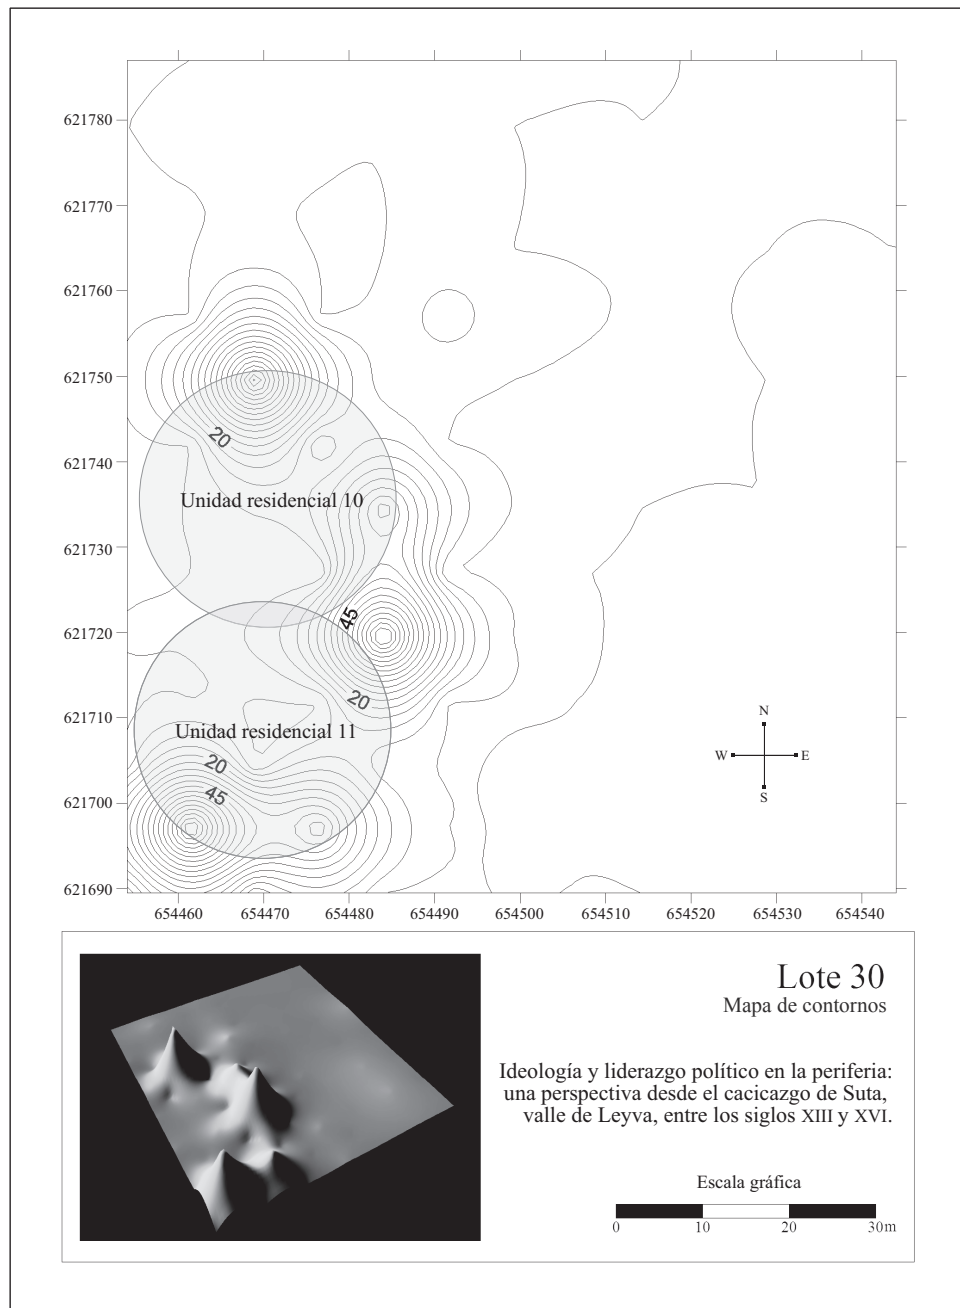 621780
621770
621760
621750
20
621740
Unidad residencial 10
621730
45
621720
20
621710
Unidad residencial 11
N
W
E
S
20
45
621700
621690
654460 654470 654480 654490 654500 654510 654520 654530 654540
Lote 30
Mapa de contornos
Ideología y liderazgo político en la periferia:
una perspectiva desde el cacicazgo de Suta,
valle de Leyva, entre los siglos XIII y XVI.
Escala gráfica
0 10 20 30m